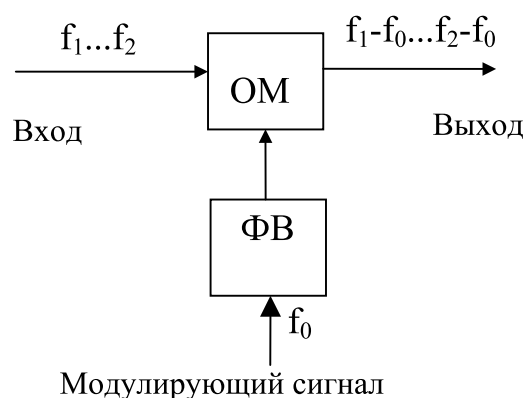 f₁...f₂
f₁-f₀...f₂-f₀
ОМ
Вход
Выход
ФВ
f₀
Модулирующий сигнал